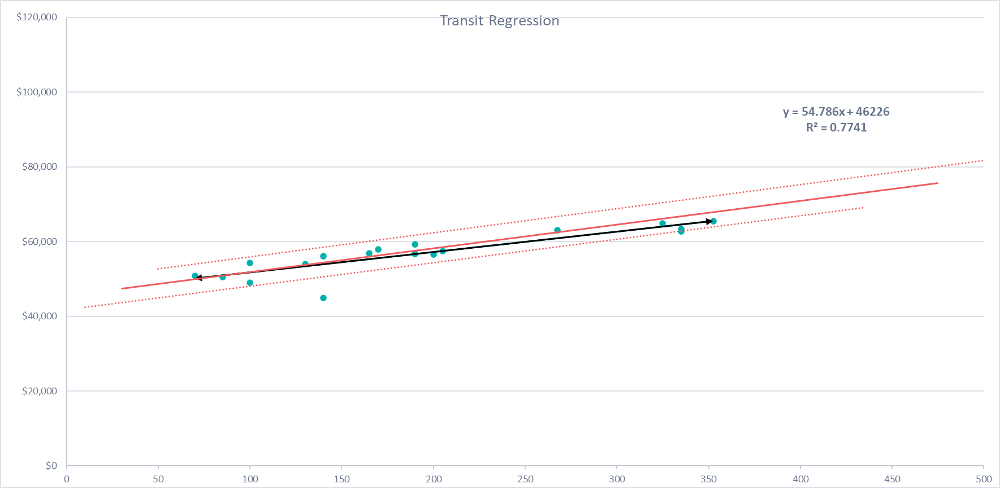 Transit Regression
$120,000
$100,000
$80,000
$60,000
$40,000
$20,000
$0
y = 54.786x + 46226
R² = 0.7741
0 50 100 150 200 250 300 350 400 450 500